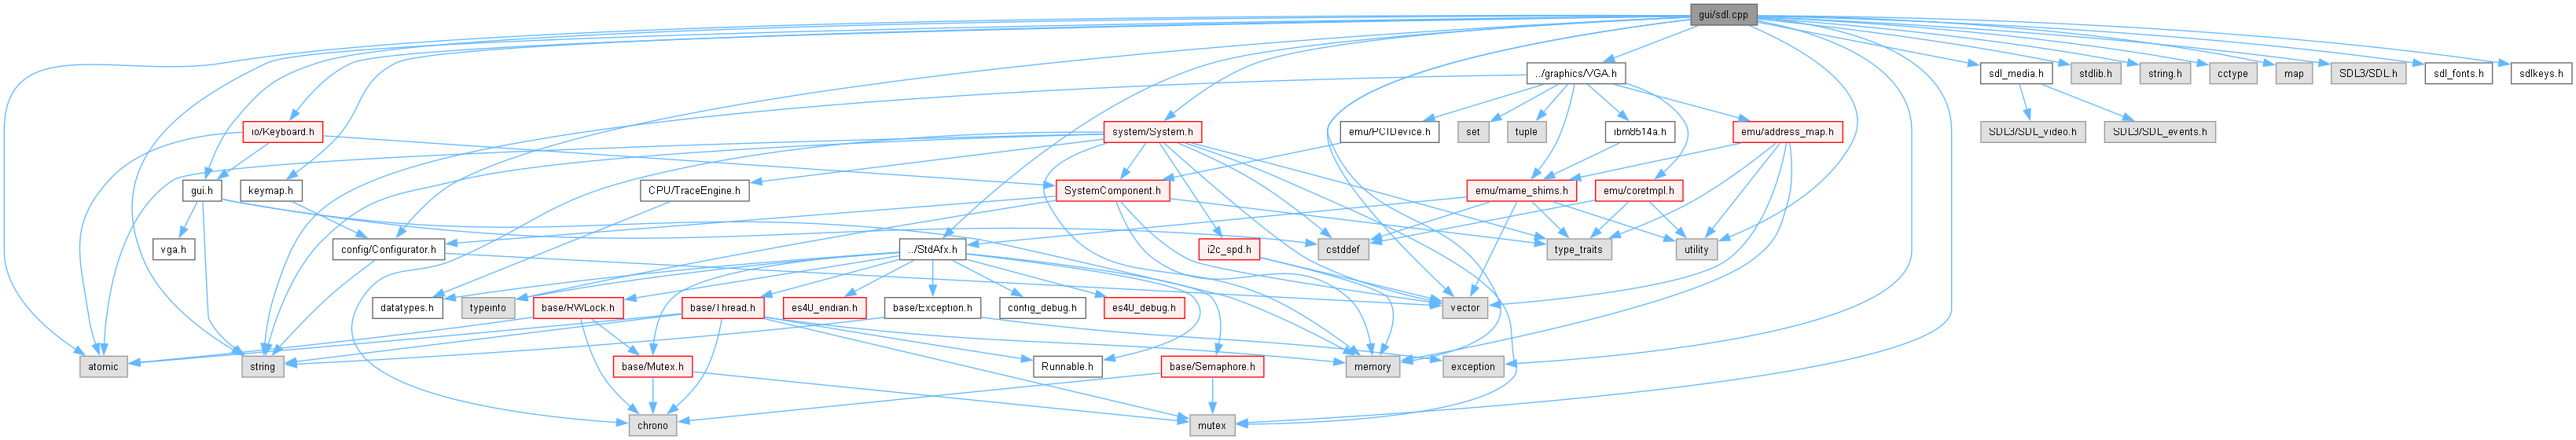 gui/sdl.cpp
../graphics/VGA.h
sdl_media.h
stdlib.h
string.h
cctype
map
SDL3/SDL.h
sdl_fonts.h
sdlkeys.h
io/Keyboard.h
system/System.h
emu/PCIDevice.h
set
tuple
ibm8514a.h
emu/address_map.h
SDL3/SDL_video.h
SDL3/SDL_events.h
gui.h
keymap.h
CPU/TraceEngine.h
SystemComponent.h
emu/mame_shims.h
emu/coretmpl.h
vga.h
config/Configurator.h
../StdAfx.h
i2c_spd.h
cstddef
type_traits
utility
datatypes.h
typeinfo
base/RWLock.h
base/Thread.h
es40_endian.h
base/Exception.h
config_debug.h
es40_debug.h
vector
atomic
string
base/Mutex.h
Runnable.h
base/Semaphore.h
memory
exception
chrono
mutex